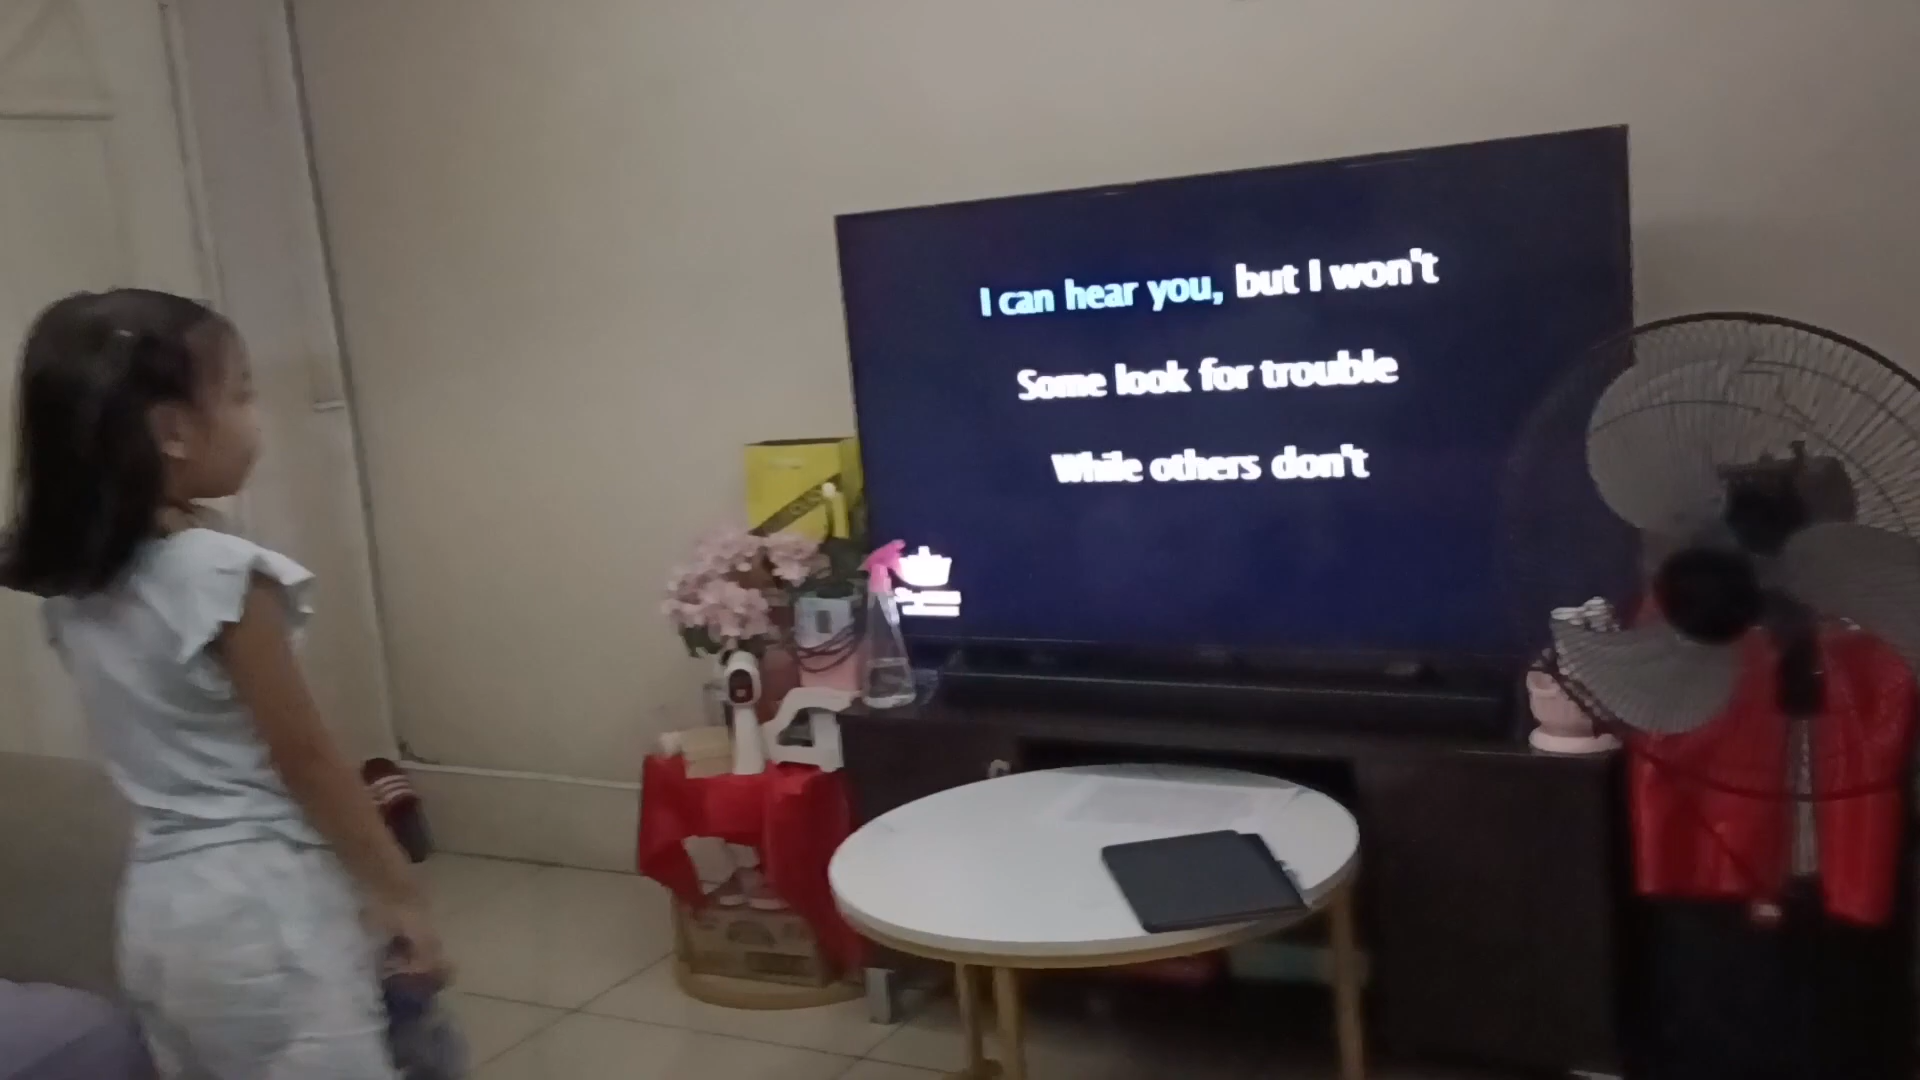 I can hear you, but I won't
Some look for trouble
While others don't